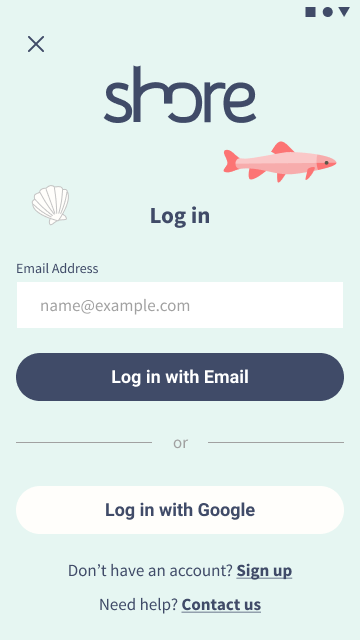 shore
Log in
Email Address
name@example.com
Log in with Email
or
Log in with Google
Don’t have an account? Sign up
Need help? Contact us